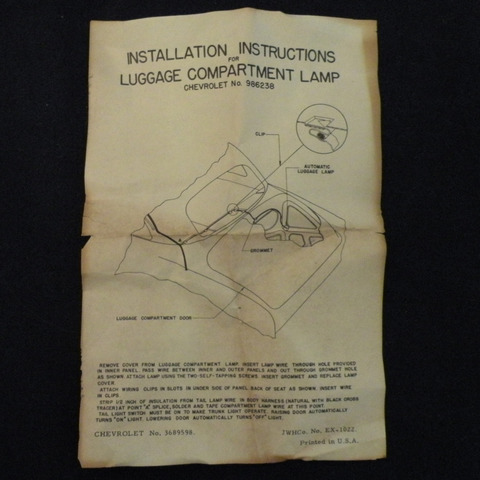 INSTALLATION INSTRUCTIONS
FOR
LUGGAGE COMPARTMENT LAMP
CHEVROLET No. 986238
CLIP
AUTOMATIC
LUGGAGE LAMP
GROMMET
LUGGAGE COMPARTMENT DOOR
REMOVE COVER FROM LUGGAGE COMPARTMENT LAMP. INSERT LAMP WIRE THROUGH HOLE PROVIDED
IN INNER PANEL. PASS WIRE BETWEEN INNER AND OUTER PANELS AND OUT THROUGH GROMMET HOLE
AS SHOWN. ATTACH LAMP USING THE TWO SELF-TAPPING SCREWS. INSERT GROMMET AND REPLACE LAMP
COVER.
ATTACH WIRING CLIPS IN SLOTS IN UNDER SIDE OF PANEL BACK OF SEAT AS SHOWN. INSERT WIRE
IN CLIPS.
STRIP 1/2 INCH OF INSULATION FROM TAIL LAMP WIRE IN BODY HARNESS (NATURAL WITH BLACK CROSS
TRACER) AT POINT "X". SPLICE, SOLDER AND TAPE COMPARTMENT LAMP WIRE AT THIS POINT.
TAIL LIGHT SWITCH MUST BE ON TO MAKE TRUNK LIGHT OPERATE. RAISING DOOR AUTOMATICALLY
TURNS "ON" LIGHT. LOWERING DOOR AUTOMATICALLY TURNS "OFF" LIGHT.
CHEVROLET No. 3689598. JWHCo. No. EX-1022.
Printed in U.S.A.